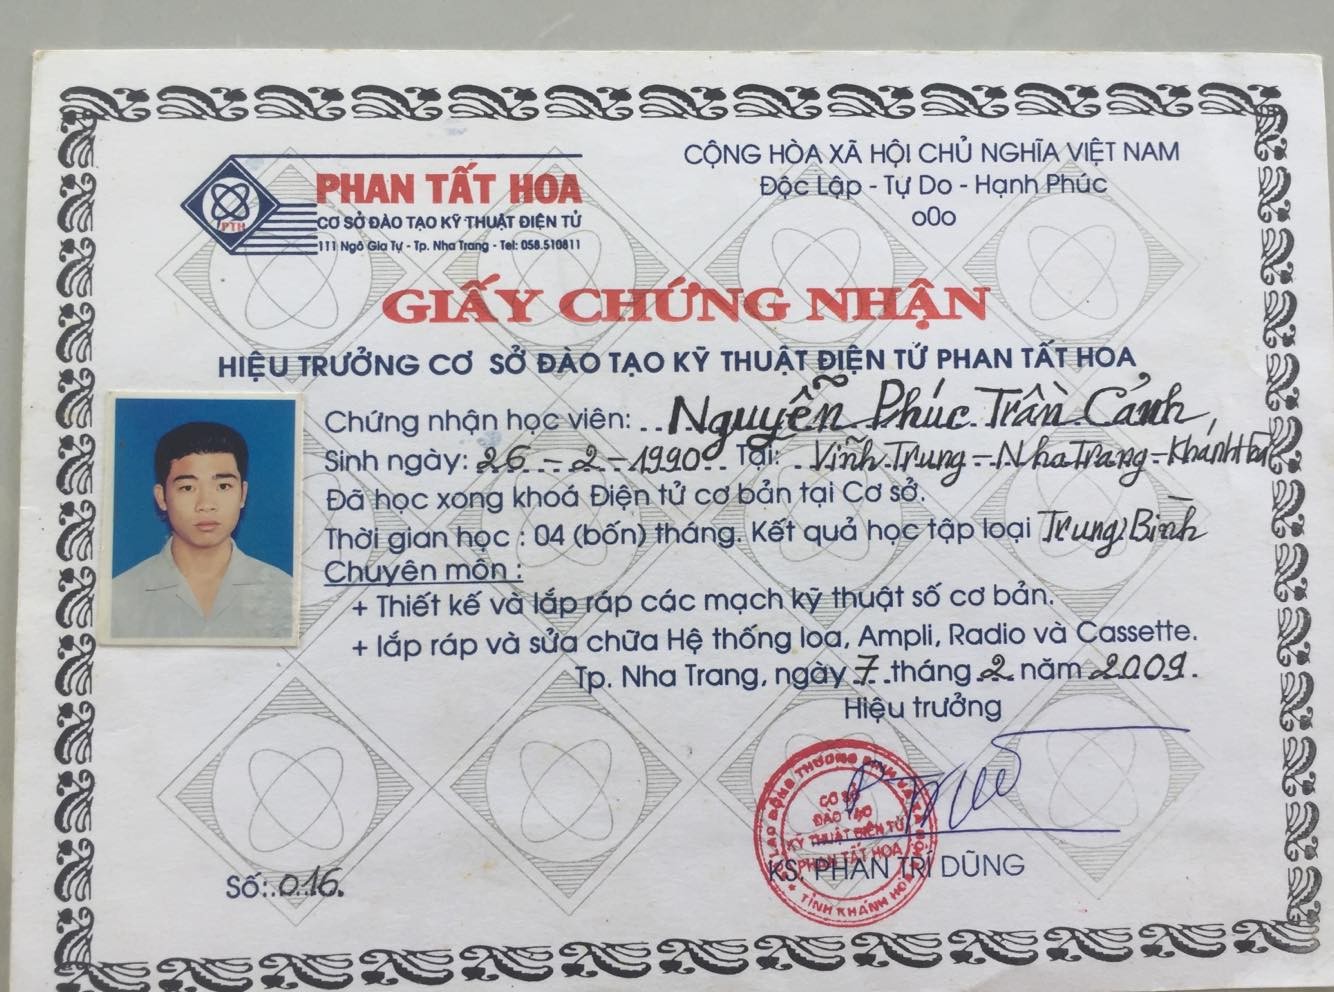 PHAN TẤT HOA
CƠ SỞ ĐÀO TẠO KỸ THUẬT ĐIỆN TỬ
111 Ngô Gia Tự - Tp. Nha Trang - Tel: 058.510811
PTH
CỘNG HÒA XÃ HỘI CHỦ NGHĨA VIỆT NAM
Độc Lập - Tự Do - Hạnh Phúc
o0o
GIẤY CHỨNG NHẬN
HIỆU TRƯỞNG CƠ SỞ ĐÀO TẠO KỸ THUẬT ĐIỆN TỬ PHAN TẤT HOA
Chứng nhận học viên: Nguyễn Phúc Trần Cảnh
Sinh ngày: 26 - 2 - 1990 Tại: Vĩnh Trung - Nha Trang - Khánh Hòa
Đã học xong khoá Điện tử cơ bản tại Cơ sở.
Thời gian học : 04 (bốn) tháng. Kết quả học tập loại Trung Bình
Chuyên môn :
+ Thiết kế và lắp ráp các mạch kỹ thuật số cơ bản.
+ lắp ráp và sửa chữa Hệ thống loa, Ampli, Radio và Cassette.
Tp. Nha Trang, ngày 7 tháng 2 năm 2009.
Hiệu trưởng
LAO ĐỘNG THƯƠNG BINH VÀ XÃ HỘI
CƠ SỞ
ĐÀO TẠO
KỸ THUẬT ĐIỆN TỬ
PHAN TẤT HOA
TỈNH KHÁNH HÒA
KS. PHAN TRÍ DŨNG
Số: 016.